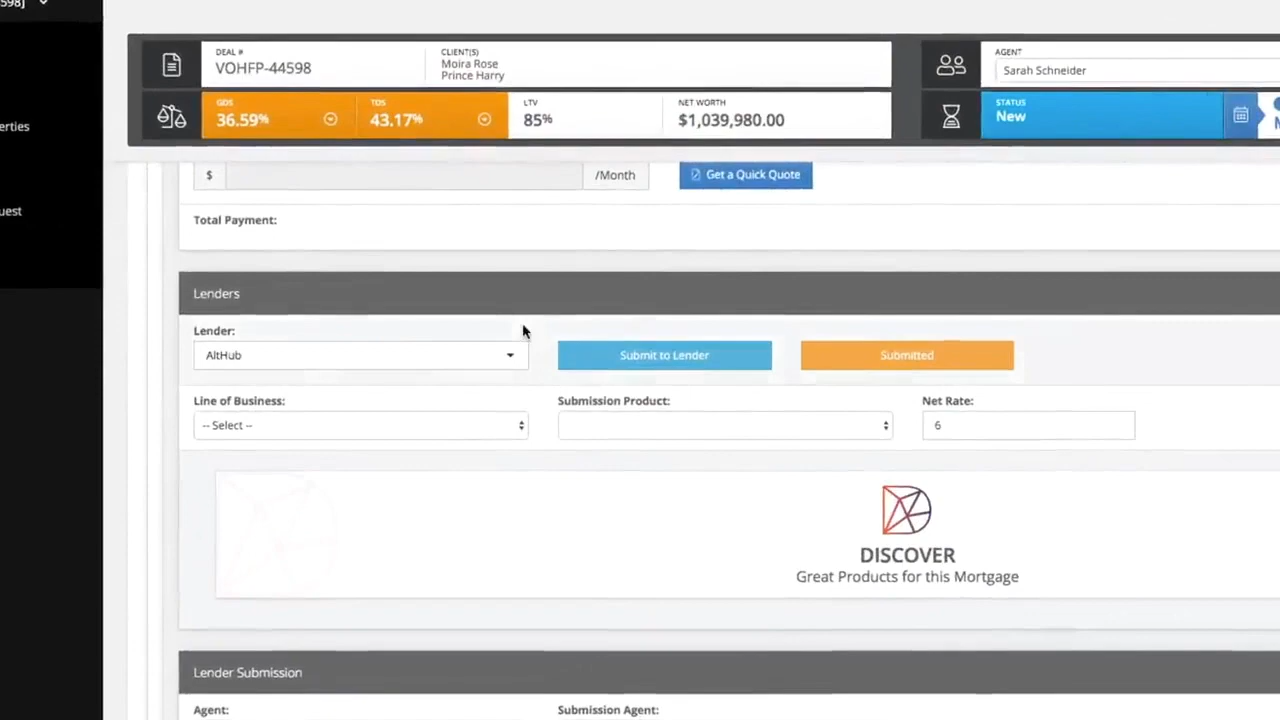 598]
DEAL #
VOHFP-44598
CLIENT(S)
Moira Rose
Prince Harry
AGENT
Sarah Schneider
GDS
36.59%
TDS
43.17%
LTV
85%
NET WORTH
$1,039,980.00
STATUS
New
erties
uest
$
/Month
Get a Quick Quote
Total Payment:
Lenders
Lender:
AltHub
Submit to Lender
Submitted
Line of Business:
Submission Product:
Net Rate:
-- Select --
6
DISCOVER
Great Products for this Mortgage
Lender Submission
Agent:
Submission Agent: